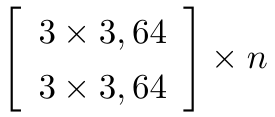 [ 3 × 3, 64
3 × 3, 64 ] × n